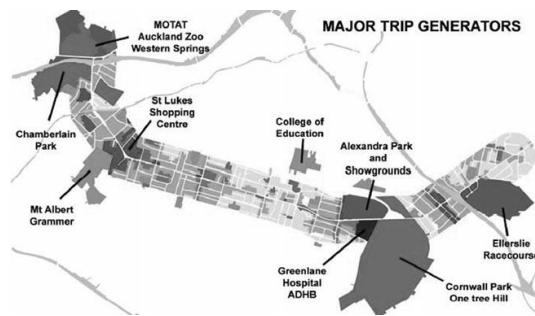 MOTAT
Auckland Zoo
Western Springs
MAJOR TRIP GENERATORS
St Lukes
Shopping
Centre
College of
Education
Alexandra Park
and
Showgrounds
Chamberlain
Park
Mt Albert
Grammer
Greenlane
Hospital
ADHB
Ellerslie
Racecourse
Cornwall Park
One tree Hill